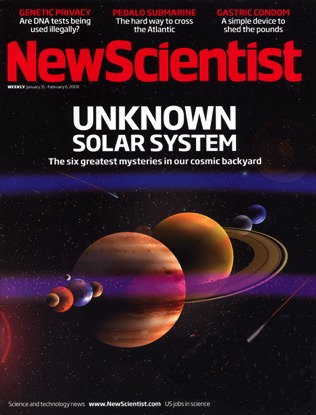 GENETIC PRIVACY
Are DNA tests being
used illegally?
PEDALO SUBMARINE
The hard way to cross
the Atlantic
GASTRIC CONDOM
A simple device to
shed the pounds
NewScientist
WEEKLY January 31 - February 6, 2009
UNKNOWN
SOLAR SYSTEM
The six greatest mysteries in our cosmic backyard
Science and technology news www.NewScientist.com US jobs in science